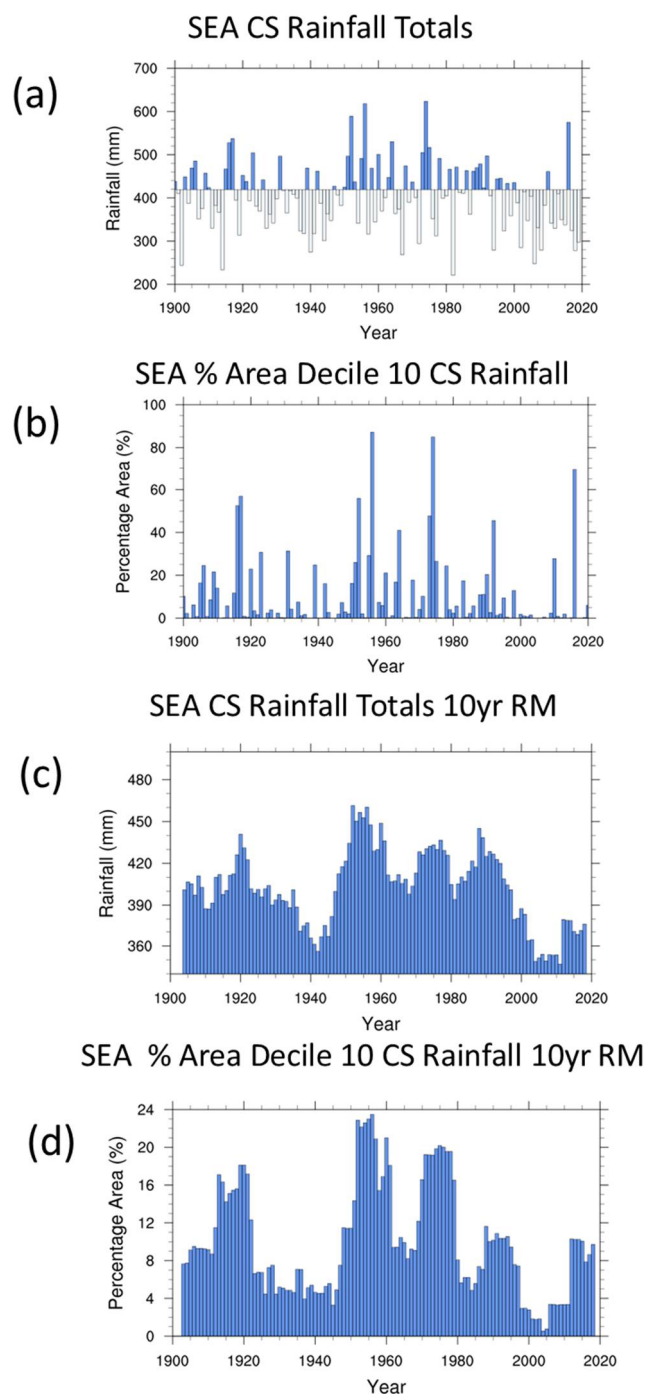 SEA CS Rainfall Totals
(a)
Rainfall (mm)
700
600
500
400
300
200
1900 1920 1940 1960 1980 2000 2020
Year
SEA % Area Decile 10 CS Rainfall
(b)
Percentage Area (%)
100
80
60
40
20
0
1900 1920 1940 1960 1980 2000 2020
Year
SEA CS Rainfall Totals 10yr RM
(c)
Rainfall (mm)
480
450
420
390
360
1900 1920 1940 1960 1980 2000 2020
Year
SEA % Area Decile 10 CS Rainfall 10yr RM
(d)
Percentage Area (%)
24
20
16
12
8
4
0
1900 1920 1940 1960 1980 2000 2020
Year